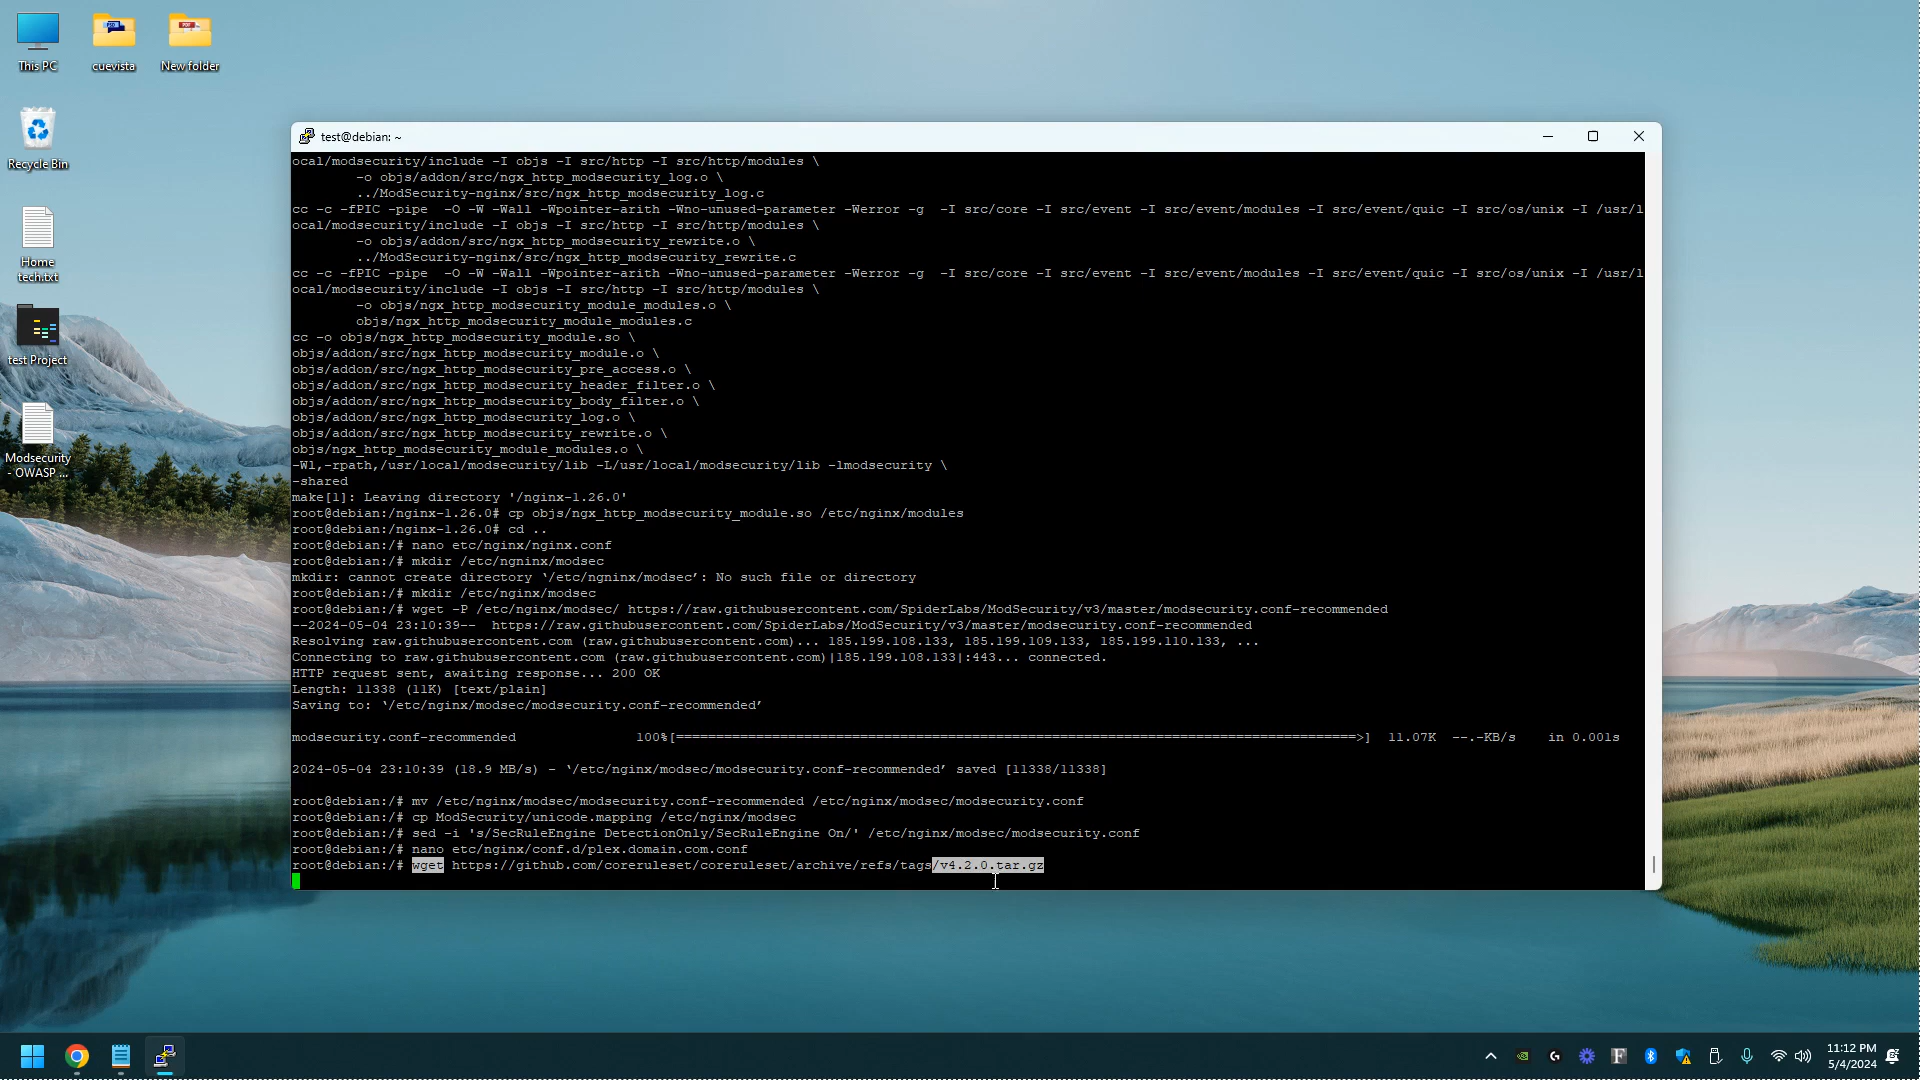 This PC
cuevista
New folder
Recycle Bin
Home
tech.txt
test Project
Modsecurity
- OWASP ...
test@debian: ~
ocal/modsecurity/include -I objs -I src/http -I src/http/modules \
-o objs/addon/src/ngx_http_modsecurity_log.o \
../ModSecurity-nginx/src/ngx_http_modsecurity_log.c
cc -c -fPIC -pipe  -O -W -Wall -Wpointer-arith -Wno-unused-parameter -Werror -g  -I src/core -I src/event -I src/event/modules -I src/event/quic -I src/os/unix -I /usr/l
ocal/modsecurity/include -I objs -I src/http -I src/http/modules \
-o objs/addon/src/ngx_http_modsecurity_rewrite.o \
../ModSecurity-nginx/src/ngx_http_modsecurity_rewrite.c
cc -c -fPIC -pipe  -O -W -Wall -Wpointer-arith -Wno-unused-parameter -Werror -g  -I src/core -I src/event -I src/event/modules -I src/event/quic -I src/os/unix -I /usr/l
ocal/modsecurity/include -I objs -I src/http -I src/http/modules \
-o objs/ngx_http_modsecurity_module_modules.o \
objs/ngx_http_modsecurity_module_modules.c
cc -o objs/ngx_http_modsecurity_module.so \
objs/addon/src/ngx_http_modsecurity_module.o \
objs/addon/src/ngx_http_modsecurity_pre_access.o \
objs/addon/src/ngx_http_modsecurity_header_filter.o \
objs/addon/src/ngx_http_modsecurity_body_filter.o \
objs/addon/src/ngx_http_modsecurity_log.o \
objs/addon/src/ngx_http_modsecurity_rewrite.o \
objs/ngx_http_modsecurity_module_modules.o \
-Wl,-rpath,/usr/local/modsecurity/lib -L/usr/local/modsecurity/lib -lmodsecurity \
-shared
make[1]: Leaving directory '/nginx-1.26.0'
root@debian:/nginx-1.26.0# cp objs/ngx_http_modsecurity_module.so /etc/nginx/modules
root@debian:/nginx-1.26.0# cd ..
root@debian:/# nano etc/nginx/nginx.conf
root@debian:/# mkdir /etc/ngninx/modsec
mkdir: cannot create directory ‘/etc/ngninx/modsec’: No such file or directory
root@debian:/# mkdir /etc/nginx/modsec
root@debian:/# wget -P /etc/nginx/modsec/ https://raw.githubusercontent.com/SpiderLabs/ModSecurity/v3/master/modsecurity.conf-recommended
--2024-05-04 23:10:39--  https://raw.githubusercontent.com/SpiderLabs/ModSecurity/v3/master/modsecurity.conf-recommended
Resolving raw.githubusercontent.com (raw.githubusercontent.com)... 185.199.108.133, 185.199.109.133, 185.199.110.133, ...
Connecting to raw.githubusercontent.com (raw.githubusercontent.com)|185.199.108.133|:443... connected.
HTTP request sent, awaiting response... 200 OK
Length: 11338 (11K) [text/plain]
Saving to: ‘/etc/nginx/modsec/modsecurity.conf-recommended’
modsecurity.conf-recommended 100%[=====================================================================================>]  11.07K  --.-KB/s    in 0.001s
2024-05-04 23:10:39 (18.9 MB/s) - ‘/etc/nginx/modsec/modsecurity.conf-recommended’ saved [11338/11338]
root@debian:/# mv /etc/nginx/modsec/modsecurity.conf-recommended /etc/nginx/modsec/modsecurity.conf
root@debian:/# cp ModSecurity/unicode.mapping /etc/nginx/modsec
root@debian:/# sed -i 's/SecRuleEngine DetectionOnly/SecRuleEngine On/' /etc/nginx/modsec/modsecurity.conf
root@debian:/# nano etc/nginx/conf.d/plex.domain.com.conf
root@debian:/# wget https://github.com/coreruleset/coreruleset/archive/refs/tags/v4.2.0.tar.gz
11:12 PM
5/4/2024